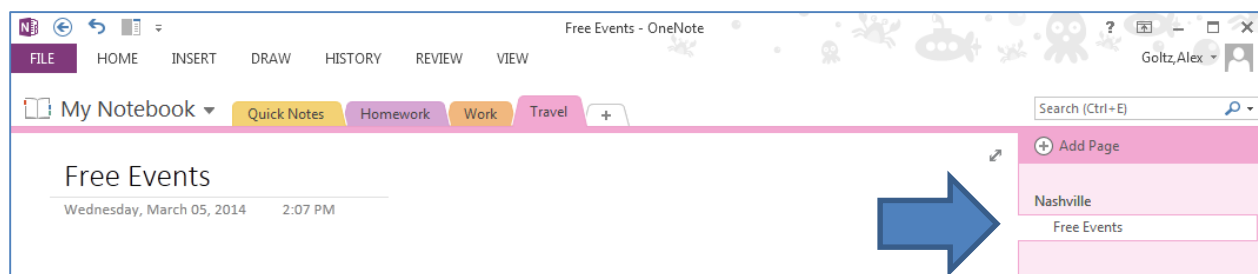 Free Events - OneNote
?
FILE HOME INSERT DRAW HISTORY REVIEW VIEW
Goltz,Alex
My Notebook
Quick Notes Homework Work Travel +
Search (Ctrl+E)
Add Page
Free Events
Wednesday, March 05, 2014 2:07 PM
Nashville
Free Events